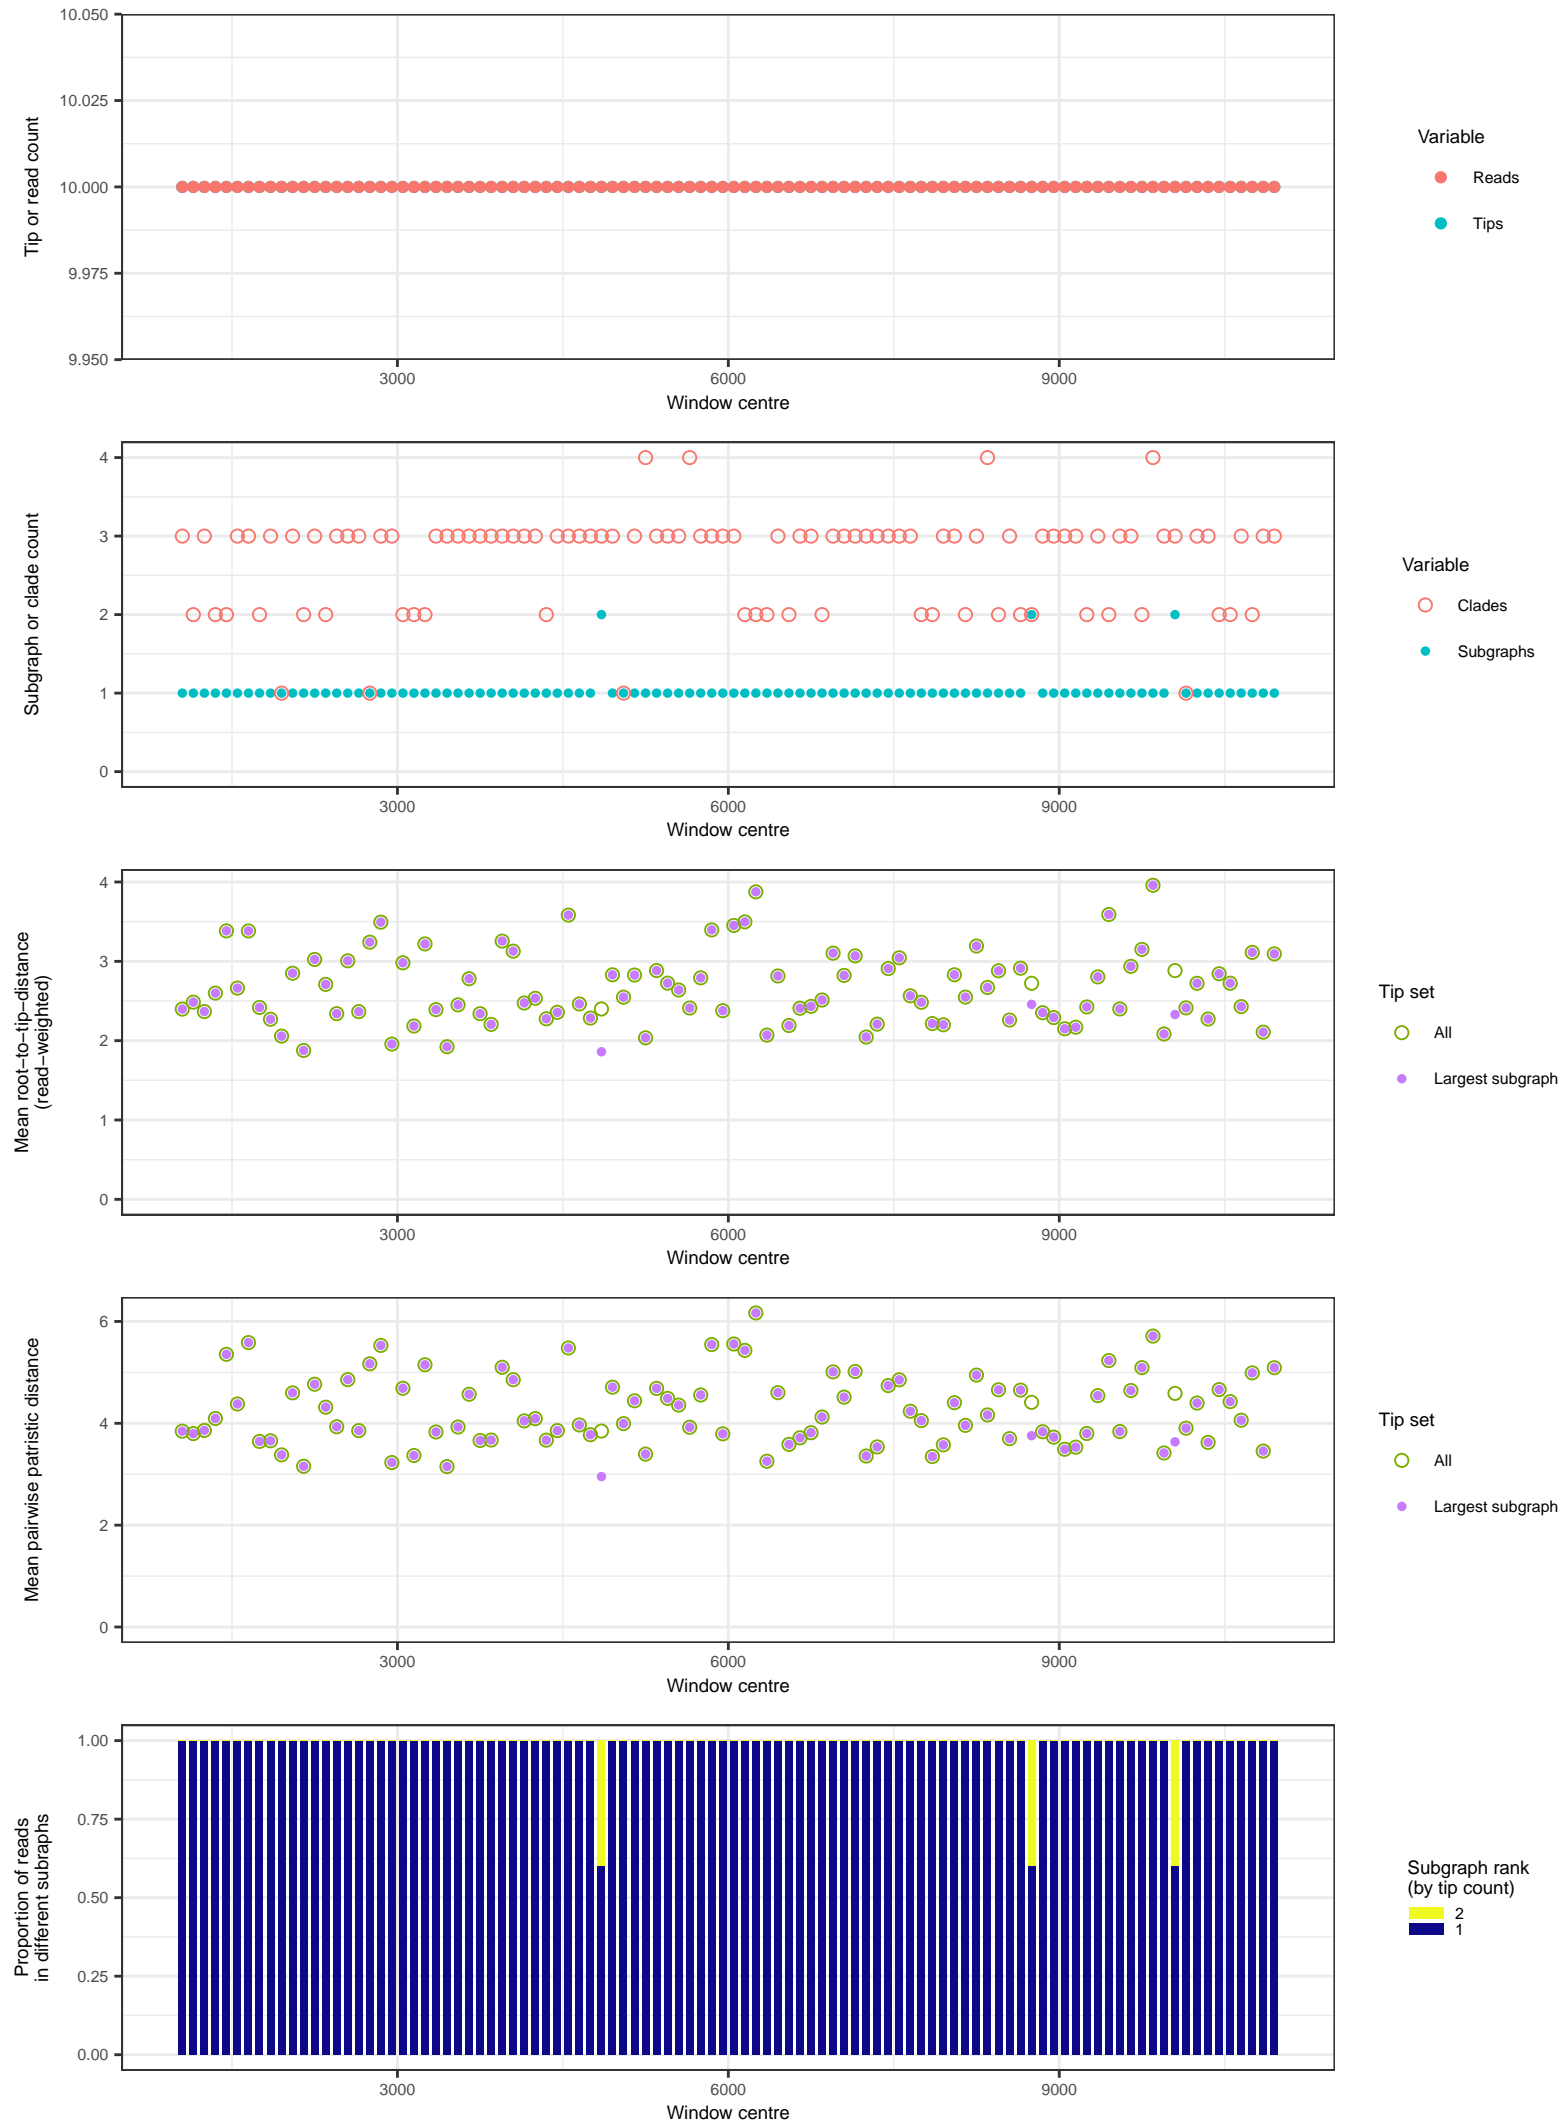 10.050
10.025
10.000
9.975
9.950
Tip or read count
3000
6000
9000
Window centre
Variable
Reads
Tips
4
3
2
1
0
Subgraph or clade count
3000
6000
9000
Window centre
Variable
Clades
Subgraphs
4
3
2
1
0
Mean root−to−tip−distance
(read−weighted)
3000
6000
9000
Window centre
Tip set
All
Largest subgraph
6
4
2
0
Mean pairwise patristic distance
3000
6000
9000
Window centre
Tip set
All
Largest subgraph
1.00
0.75
0.50
0.25
0.00
Proportion of reads
in different subraphs
3000
6000
9000
Window centre
Subgraph rank
(by tip count)
2
1